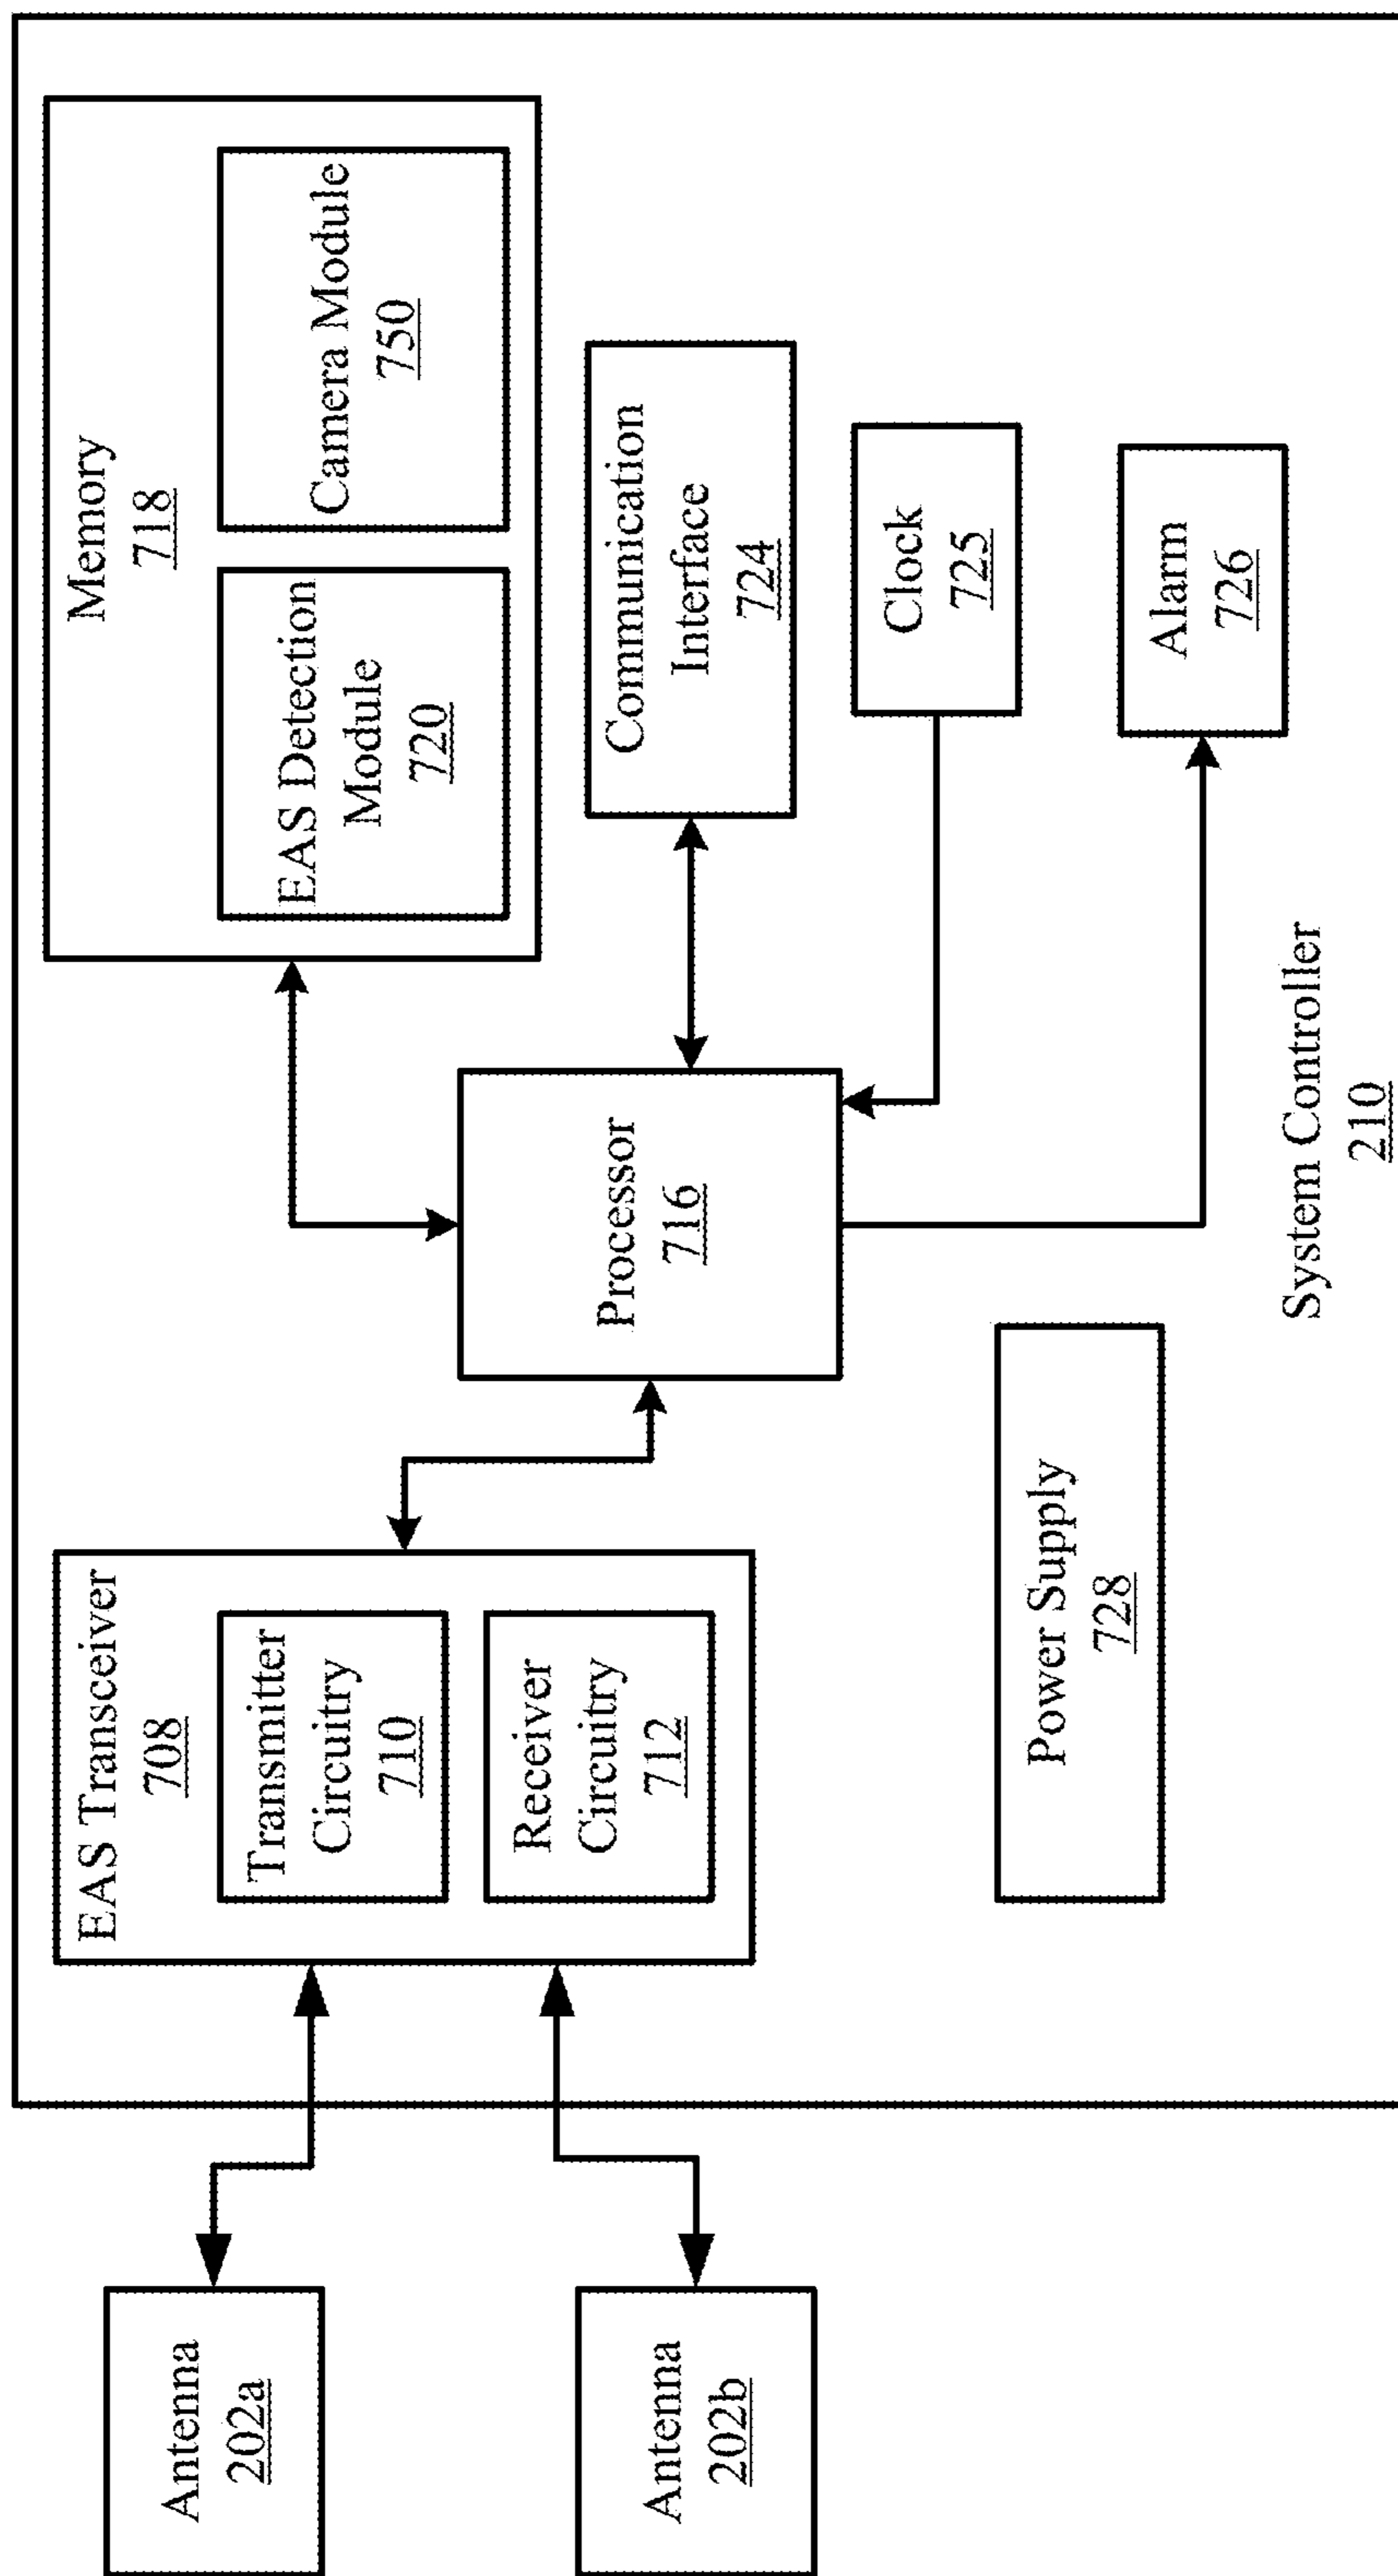 Antenna
202a
Antenna
202b
EAS Transceiver
708
Transmitter
Circuitry
710
Receiver
Circuitry
712
Power Supply
728
Processor
716
Memory
718
EAS Detection
Module
720
Camera Module
750
Communication
Interface
724
Clock
725
Alarm
726
System Controller
210